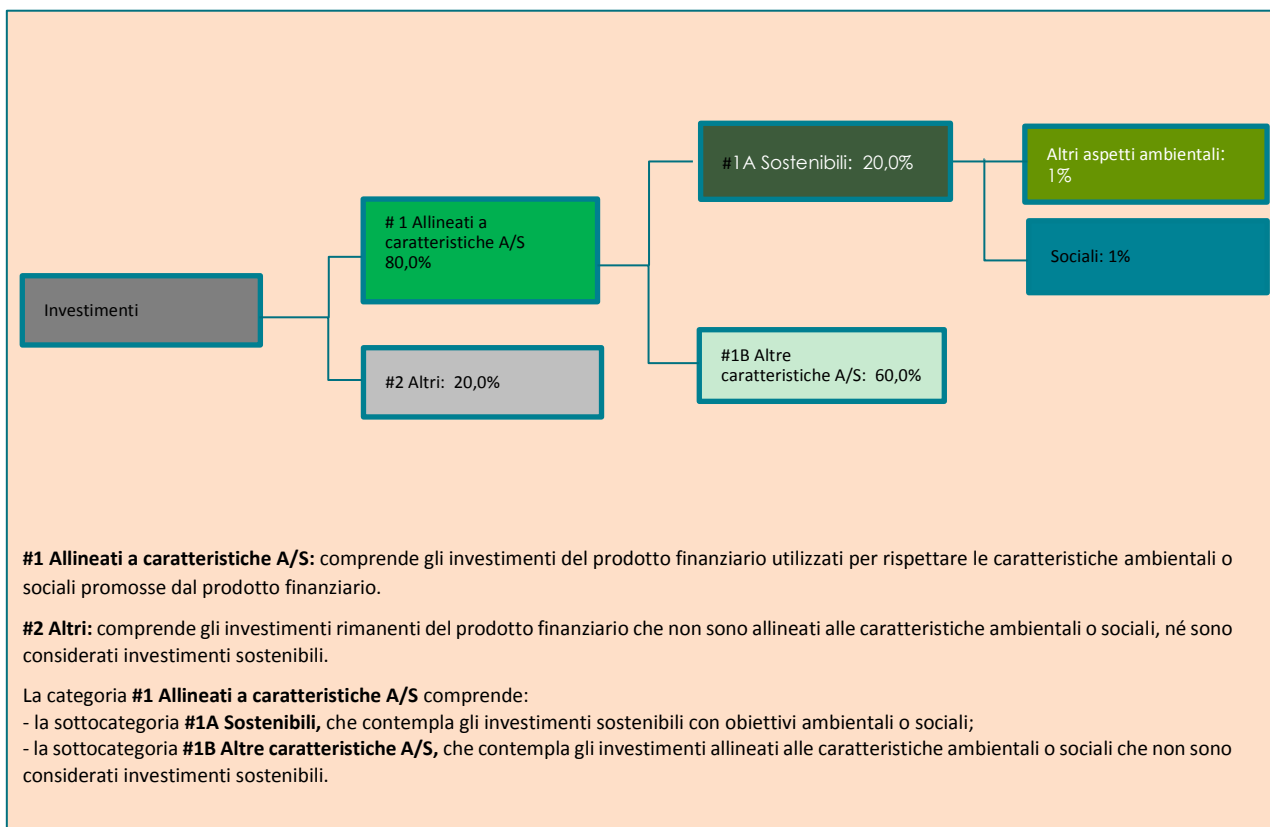 #1A Sostenibili:  20,0%
Altri aspetti ambientali:
1%
# 1 Allineati a
caratteristiche A/S
80,0%
Sociali: 1%
Investimenti
#2 Altri:  20,0%
#1B Altre
caratteristiche A/S:  60,0%
#1 Allineati a caratteristiche A/S: comprende gli investimenti del prodotto finanziario utilizzati per rispettare le caratteristiche ambientali o
sociali promosse dal prodotto finanziario.
#2 Altri: comprende gli investimenti rimanenti del prodotto finanziario che non sono allineati alle caratteristiche ambientali o sociali, né sono
considerati investimenti sostenibili.
La categoria #1 Allineati a caratteristiche A/S comprende:
- la sottocategoria #1A Sostenibili, che contempla gli investimenti sostenibili con obiettivi ambientali o sociali;
- la sottocategoria #1B Altre caratteristiche A/S, che contempla gli investimenti allineati alle caratteristiche ambientali o sociali che non sono
considerati investimenti sostenibili.